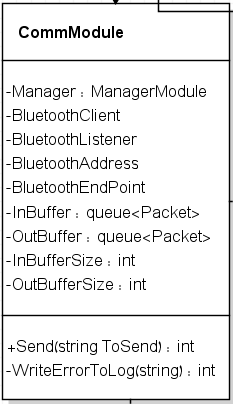 CommModule
-Manager : ManagerModule
-BluetoothClient
-BluetoothListener
-BluetoothAddress
-BluetoothEndPoint
-InBuffer : queue<Packet>
-OutBuffer : queue<Packet>
-InBufferSize : int
-OutBufferSize : int
+Send(string ToSend) : int
-WriteErrorToLog(string) : int